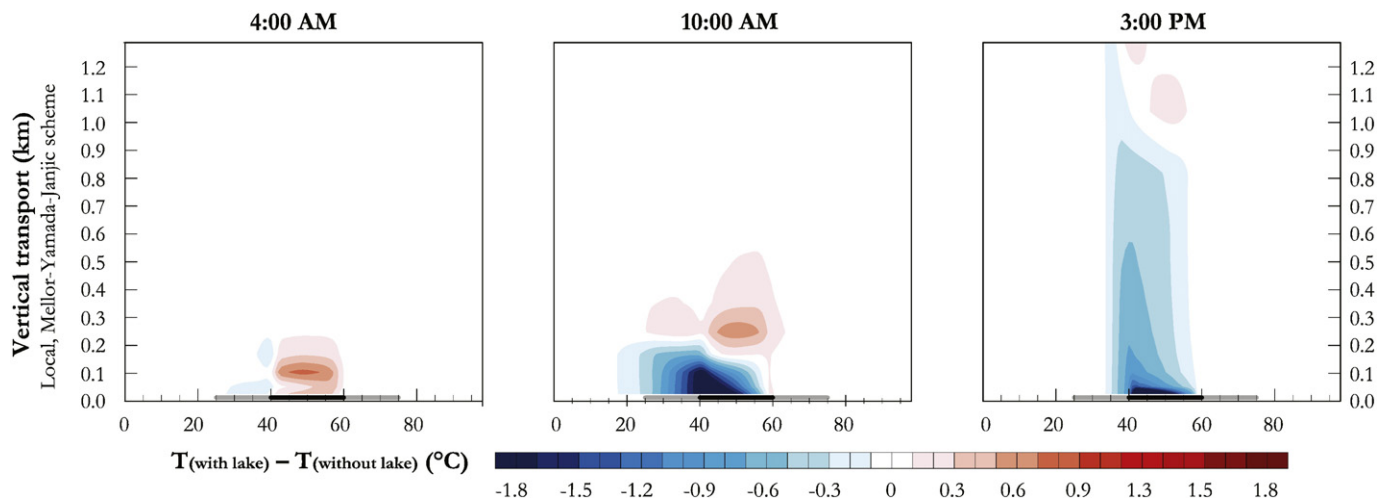 4:00 AM
10:00 AM
3:00 PM
Vertical transport (km)
Local, Mellor-Yamada-Janjic scheme
1.2
1.1
1.0
0.9
0.8
0.7
0.6
0.5
0.4
0.3
0.2
0.1
0.0
0 20 40 60 80
0 20 40 60 80
0 20 40 60 80
1.2
1.1
1.0
0.9
0.8
0.7
0.6
0.5
0.4
0.3
0.2
0.1
0.0
T(with lake) – T(without lake) (°C)
-1.8 -1.5 -1.2 -0.9 -0.6 -0.3 0 0.3 0.6 0.9 1.3 1.5 1.8